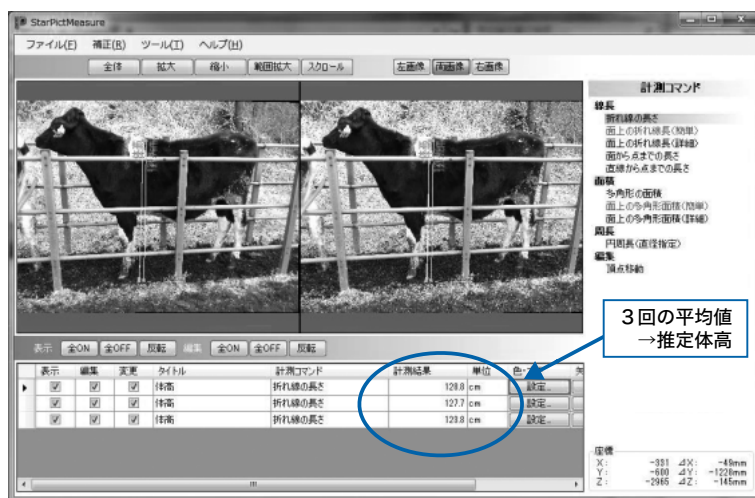 StarPictMeasure
ファイル(F) 補正(R) ツール(T) ヘルプ(H)
全体 拡大 縮小 範囲拡大 スクロール 左画像 両画像 右画像
計測コマンド
線長
折れ線の長さ
面上の折れ線長(簡単)
面上の折れ線長(詳細)
面から点までの長さ
直線から点までの長さ
面積
多角形の面積
面上の多角形面積(簡単)
面上の多角形面積(詳細)
周長
円周長(直径指定)
編集
頂点移動
3回の平均値
→推定体高
表示 全ON 全OFF 反転 編集 全ON 全OFF 反転
表示 編集 変更 タイトル 計測コマンド 計測結果 単位 色・
体高 折れ線の長さ 128.8 cm 設定...
体高 折れ線の長さ 127.7 cm 設定...
体高 折れ線の長さ 129.8 cm 設定...
座標
X: -331 ⊿X: -49mm
Y: -680 ⊿Y: -1228mm
Z: -2965 ⊿Z: -145mm